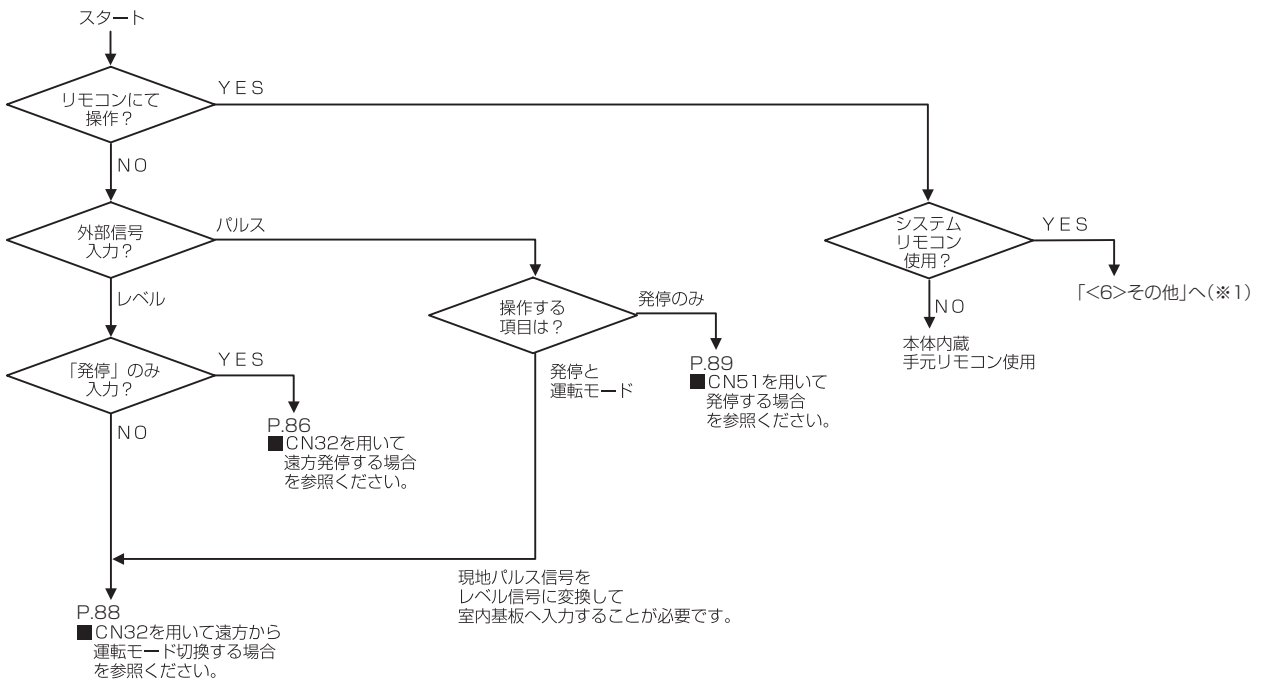 スタート
リモコンにて
操作？
ＹＥＳ
ＮＯ
外部信号
入力？
パルス
レベル
「発停」のみ
入力？
ＹＥＳ
P.86
■CN32を用いて
遠方発停する場合
を参照ください。
ＮＯ
操作する
項目は？
発停のみ
P.89
■CN51を用いて
発停する場合
を参照ください。
発停と
運転モード
システム
リモコン
使用？
ＹＥＳ
「<6>その他」へ（※1）
ＮＯ
本体内蔵
手元リモコン使用
現地パルス信号を
レベル信号に変換して
室内基板へ入力することが必要です。
P.88
■CN32を用いて遠方から
運転モード切換する場合
を参照ください。